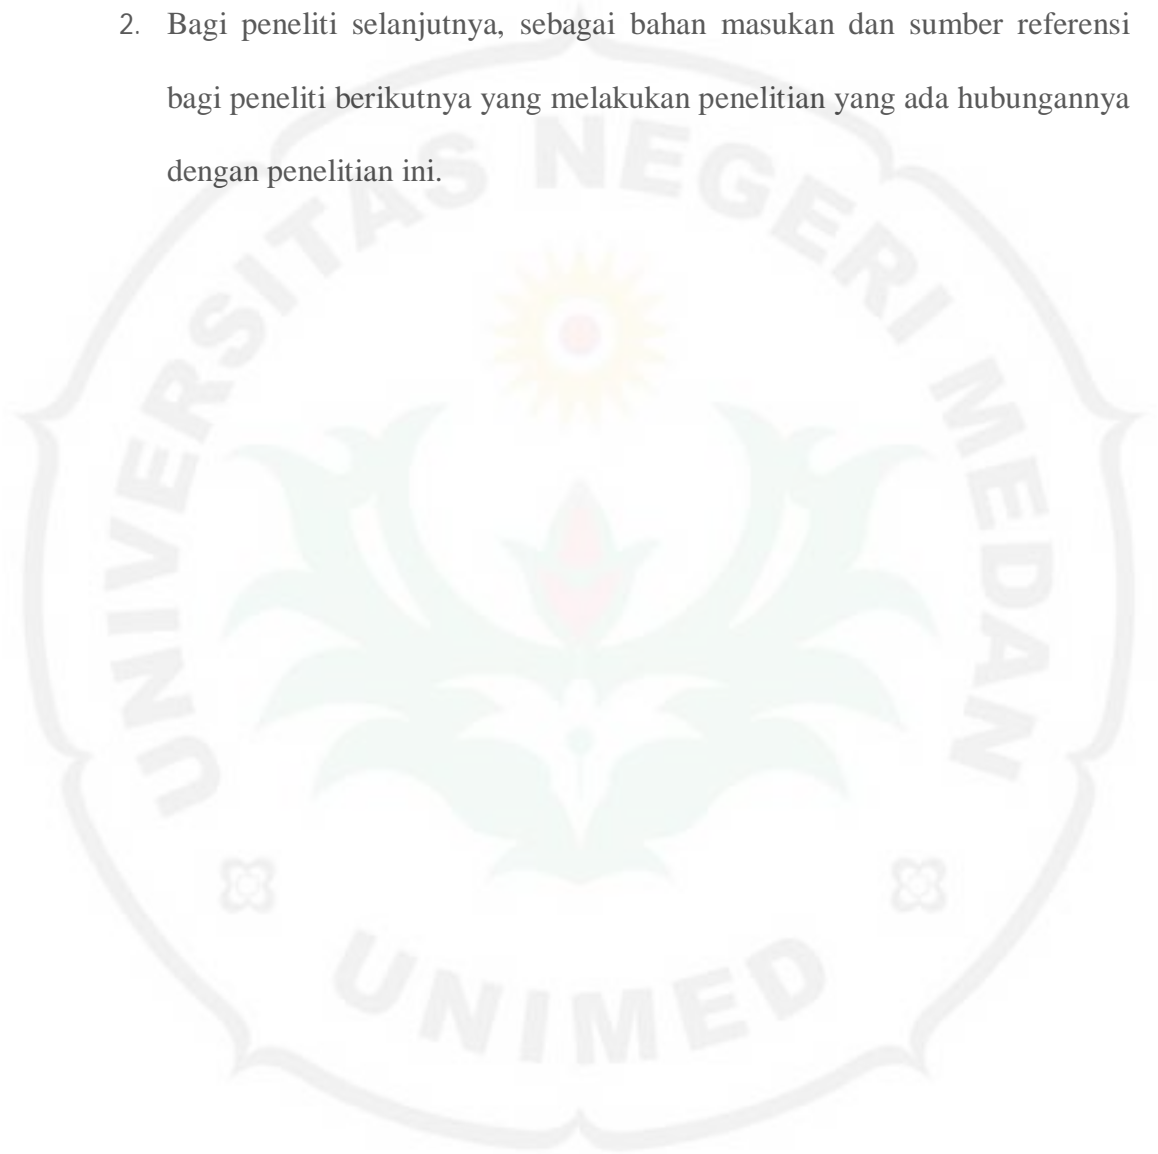 2. Bagi peneliti selanjutnya, sebagai bahan masukan dan sumber referensi
bagi peneliti berikutnya yang melakukan penelitian yang ada hubungannya
dengan penelitian ini.
UNIVERSITAS NEGERI MEDAN
UNIMED